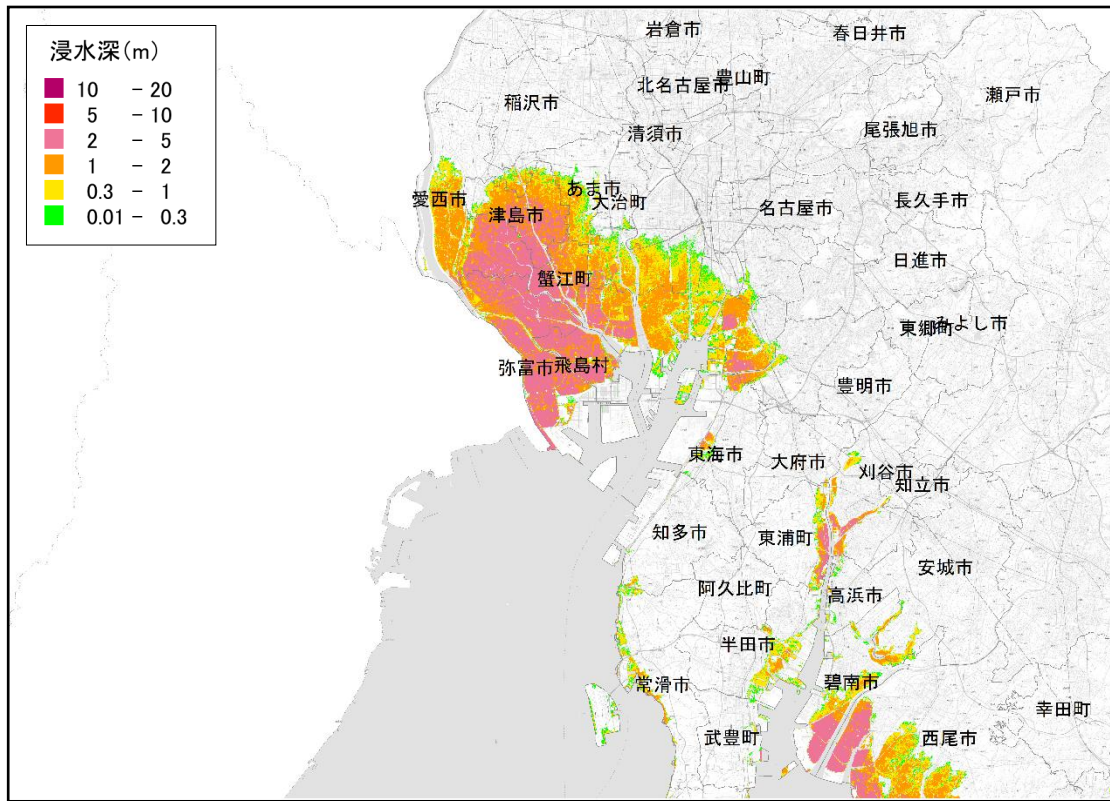 浸水深(m)
10 - 20
5 - 10
2 - 5
1 - 2
0.3 - 1
0.01 - 0.3
岩倉市
春日井市
北名古屋市
豊山町
瀬戸市
稲沢市
清須市
尾張旭市
あま市
大治町
愛西市
津島市
名古屋市
長久手市
日進市
蟹江町
東郷町
みよし市
弥富市
飛島村
豊明市
東海市
大府市
刈谷市
知立市
知多市
東浦町
安城市
阿久比町
高浜市
半田市
常滑市
碧南市
武豊町
西尾市
幸田町